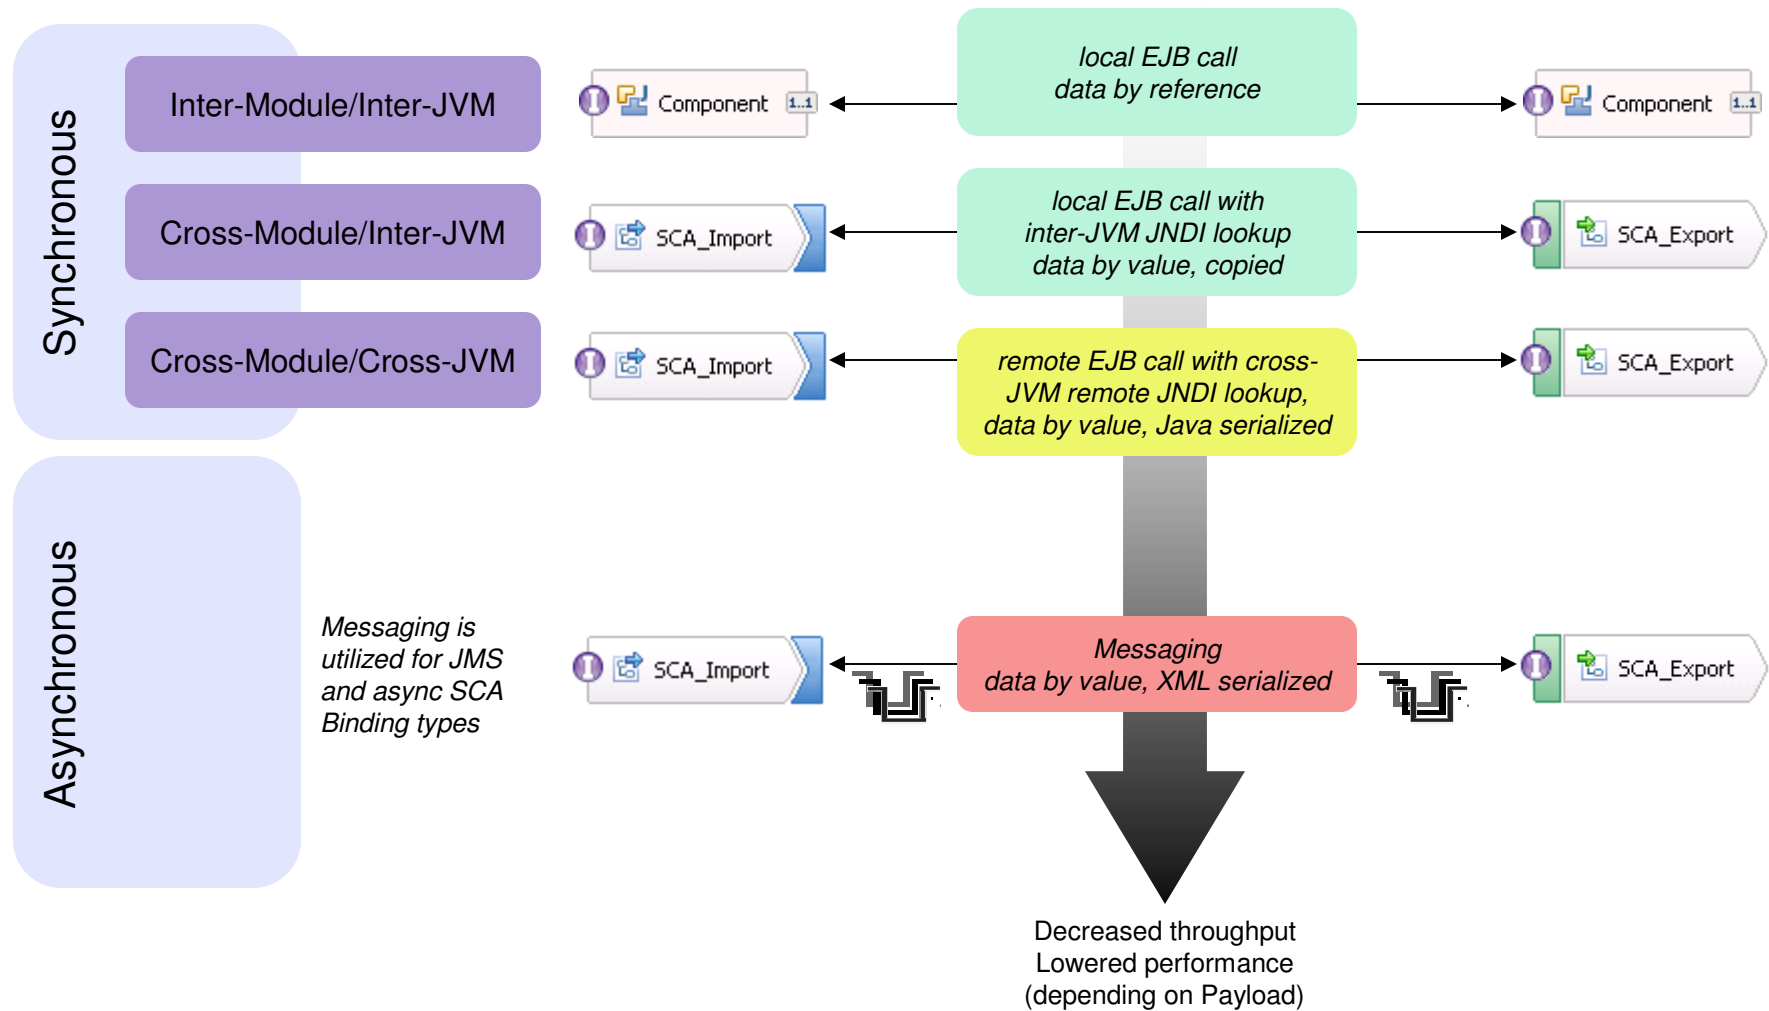 Synchronous
Inter-Module/Inter-JVM
Component
1..1
local EJB call
data by reference
Component
1..1
Cross-Module/Inter-JVM
SCA_Import
local EJB call with
inter-JVM JNDI lookup
data by value, copied
SCA_Export
Cross-Module/Cross-JVM
SCA_Import
remote EJB call with cross-
JVM remote JNDI lookup,
data by value, Java serialized
SCA_Export
Asynchronous
Messaging is
utilized for JMS
and async SCA
Binding types
SCA_Import
Messaging
data by value, XML serialized
SCA_Export
Decreased throughput
Lowered performance
(depending on Payload)